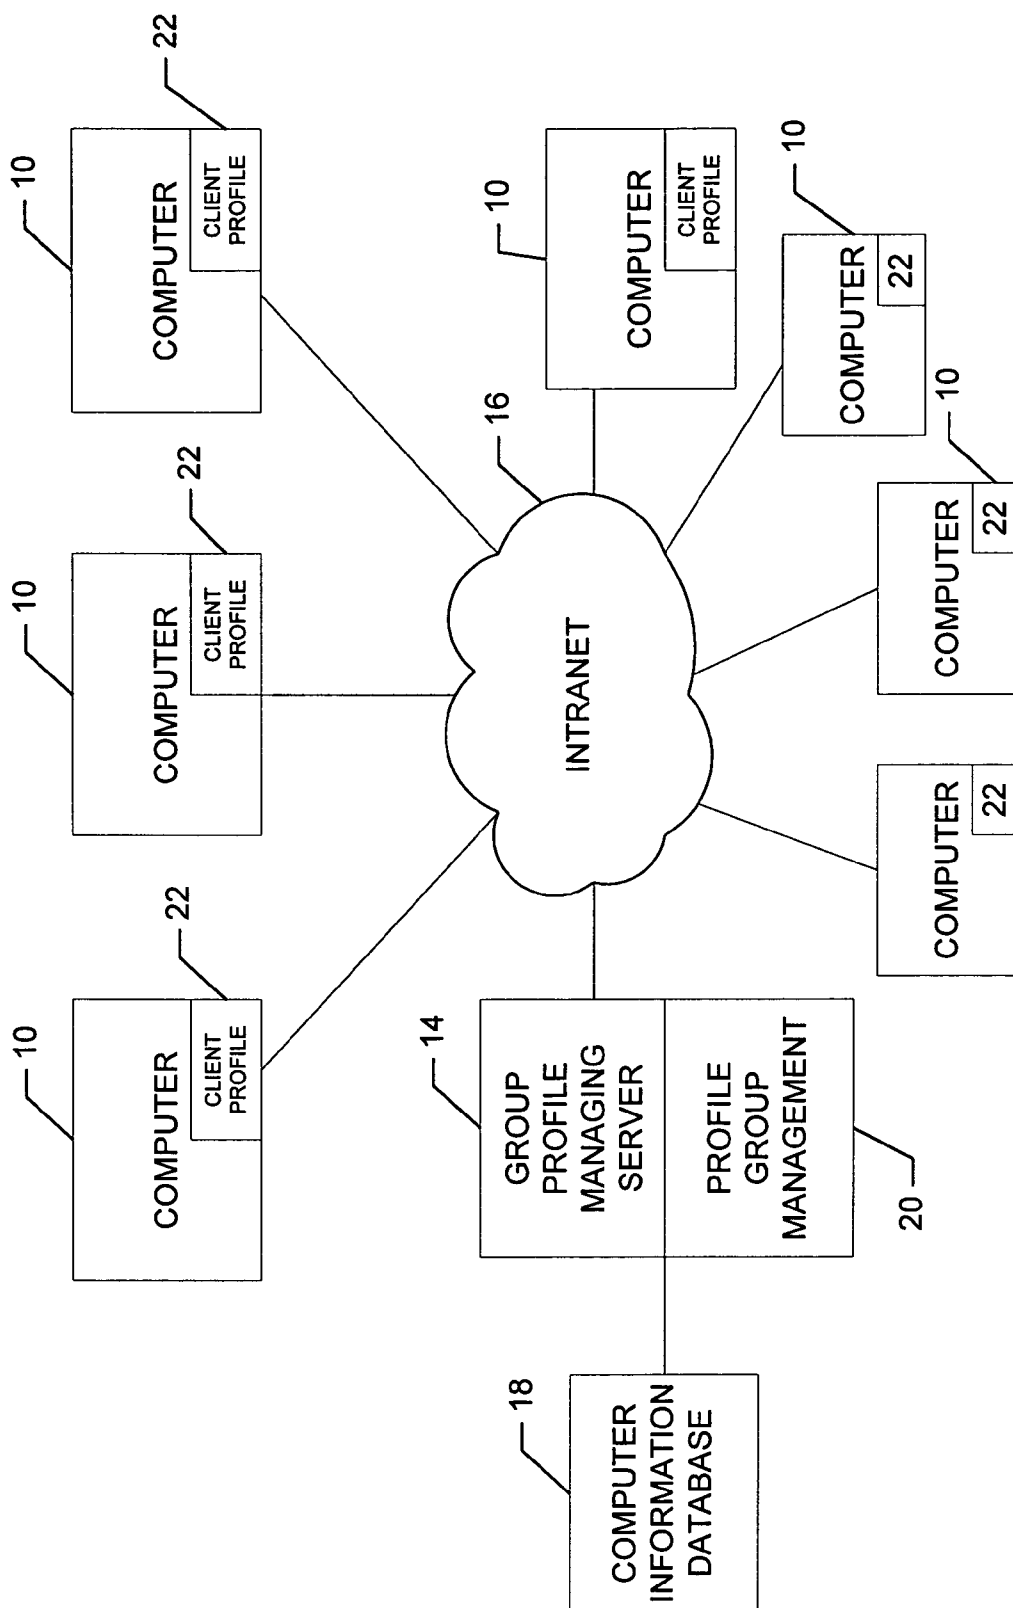 10
COMPUTER
CLIENT
PROFILE
22
10
COMPUTER
CLIENT
PROFILE
22
10
COMPUTER
CLIENT
PROFILE
22
18
COMPUTER
INFORMATION
DATABASE
14
GROUP
PROFILE
MANAGING
SERVER
PROFILE
GROUP
MANAGEMENT
20
16
INTRANET
10
COMPUTER
CLIENT
PROFILE
COMPUTER
22
10
COMPUTER
22
10
COMPUTER
22